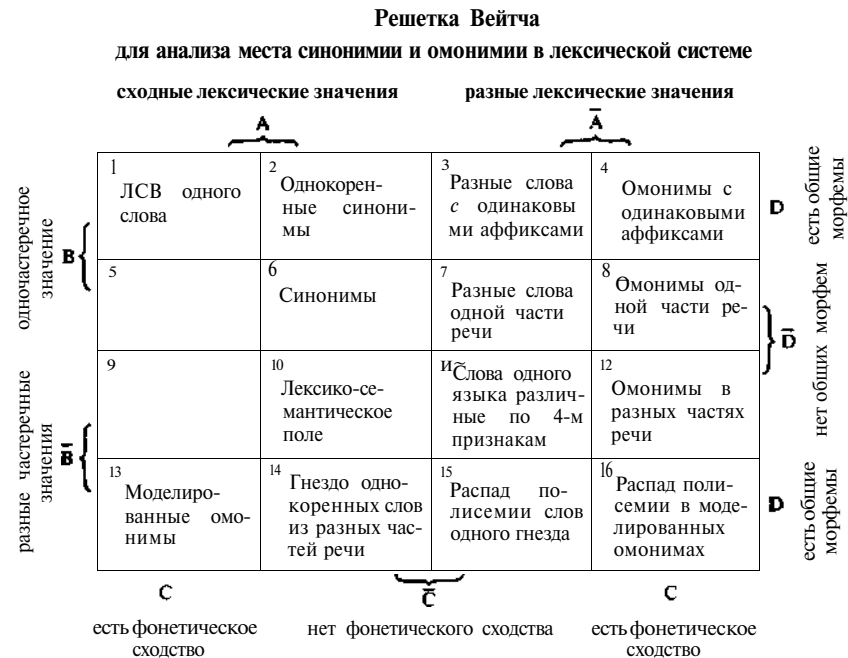 Решетка Вейтча
для анализа места синонимии и омонимии в лексической системе
сходные лексические значения
разные лексические значения
A
A̅
1
ЛСВ одного
слова
2
Однокорен-
ные синони-
мы
3
Разные слова
с одинаковы
ми аффиксами
4
Омонимы с
одинаковыми
аффиксами
D
есть общие
морфемы
одночастеречное
значение
B
5
6
Синонимы
7
Разные слова
одной части
речи
8
Омонимы од-
ной части ре-
чи
D̅
нет общих морфем
9
10
Лексико-се-
мантическое
поле
и~
Слова одного
языка различ-
ные по 4-м
признакам
12
Омонимы в
разных частях
речи
разные частеречные
значения
B̅
13
Моделиро-
ванные омо-
нимы
14
Гнездо одно-
коренных слов
из разных час-
тей речи
15
Распад по-
лисемии слов
одного гнезда
16
Распад поли-
семии в моде-
лированных
омонимах
D
есть общие
морфемы
C
C̅
C
есть фонетическое
сходство
нет фонетического сходства
есть фонетическое
сходство